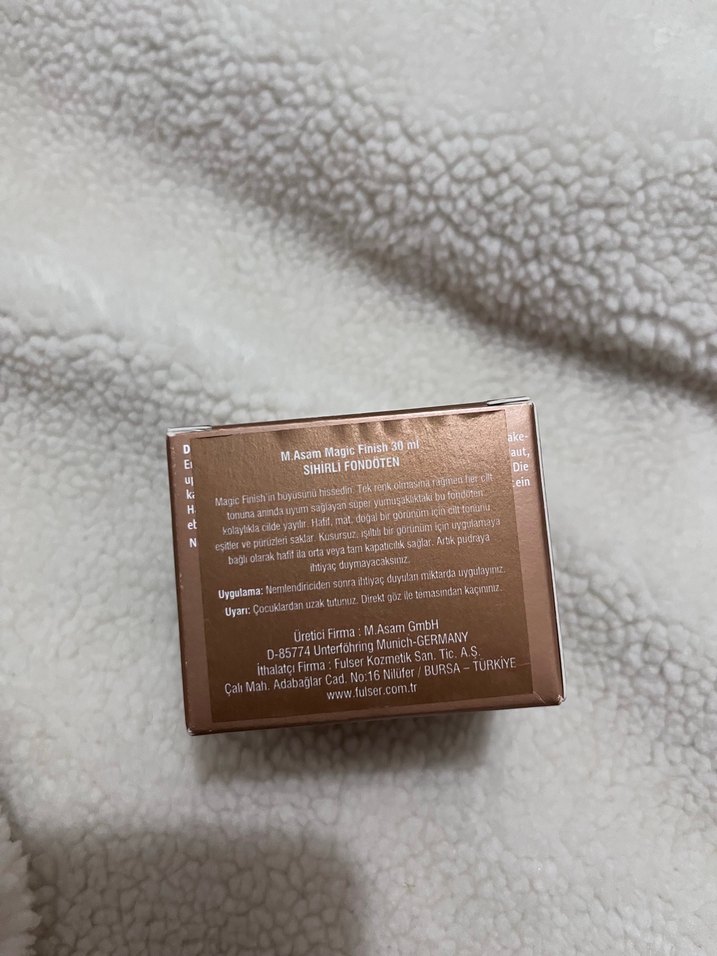 M.Asam Magic Finish 30 ml
SİHİRLİ FONDÖTEN
Magic Finish'in büyüsünü hissedin. Tek renk olmasına rağmen her cilt
tonuna anında uyum sağlayan süper yumuşaklıktaki bu fondöten,
kolaylıkla cilde yayılır. Hafif, mat, doğal bir görünüm için cilt tonunu
eşitler ve pürüzleri saklar. Kusursuz, ışıltılı bir görünüm için uygulamaya
bağlı olarak hafif ila orta veya tam kapatıcılık sağlar. Artık pudraya
ihtiyaç duymayacaksınız.
Uygulama: Nemlendiriciden sonra ihtiyaç duyulan miktarda uygulayınız.
Uyarı: Çocuklardan uzak tutunuz. Direkt göz ile temasından kaçınınız.
Üretici Firma : M.Asam GmbH
D-85774 Unterföhring Munich-GERMANY
İthalatçı Firma : Fulser Kozmetik San. Tic. A.Ş.
Çalı Mah. Adabağlar Cad. No:16 Nilüfer / BURSA – TÜRKİYE
www.fulser.com.tr
Die